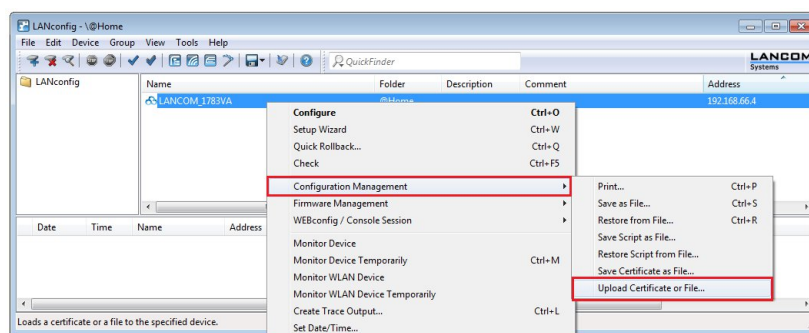 LANconfig - \@Home
File Edit Device Group View Tools Help
QuickFinder
LANCOM
Systems
LANconfig
Name Folder Description Comment Address
LANCOM_1783VA @Home 192.168.66.4
Configure Ctrl+O
Setup Wizard Ctrl+W
Quick Rollback... Ctrl+Q
Check Ctrl+F5
Configuration Management
Firmware Management
WEBconfig / Console Session
Monitor Device
Monitor Device Temporarily Ctrl+M
Monitor WLAN Device
Monitor WLAN Device Temporarily
Create Trace Output... Ctrl+L
Set Date/Time...
Print... Ctrl+P
Save as File... Ctrl+S
Restore from File... Ctrl+R
Save Script as File...
Restore Script from File...
Save Certificate as File...
Upload Certificate or File...
Date Time Name Address
Loads a certificate or a file to the specified device.